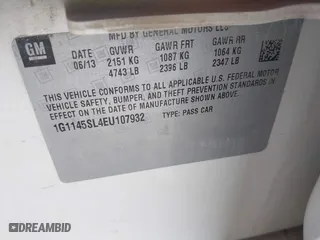 MFD BY GENERAL MOTORS LLC
GM
DATE GVWR GAWR FRT GAWR RR
06/13 2151 KG 1087 KG 1064 KG
4743 LB 2396 LB 2347 LB
THIS VEHICLE CONFORMS TO ALL APPLICABLE U.S. FEDERAL MOTOR
VEHICLE SAFETY, BUMPER, AND THEFT PREVENTION STANDARDS IN
EFFECT ON THE DATE OF MANUFACTURE SHOWN ABOVE.
1G1145SL4EU107932 TYPE: PASS CAR
DIRECTCARBUY.COM